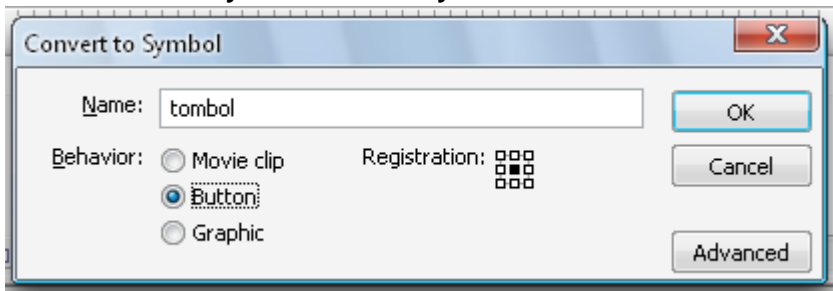 Convert to Symbol
Name: tombol
OK
Behavior: Movie clip
Registration:
Cancel
Button
Graphic
Advanced